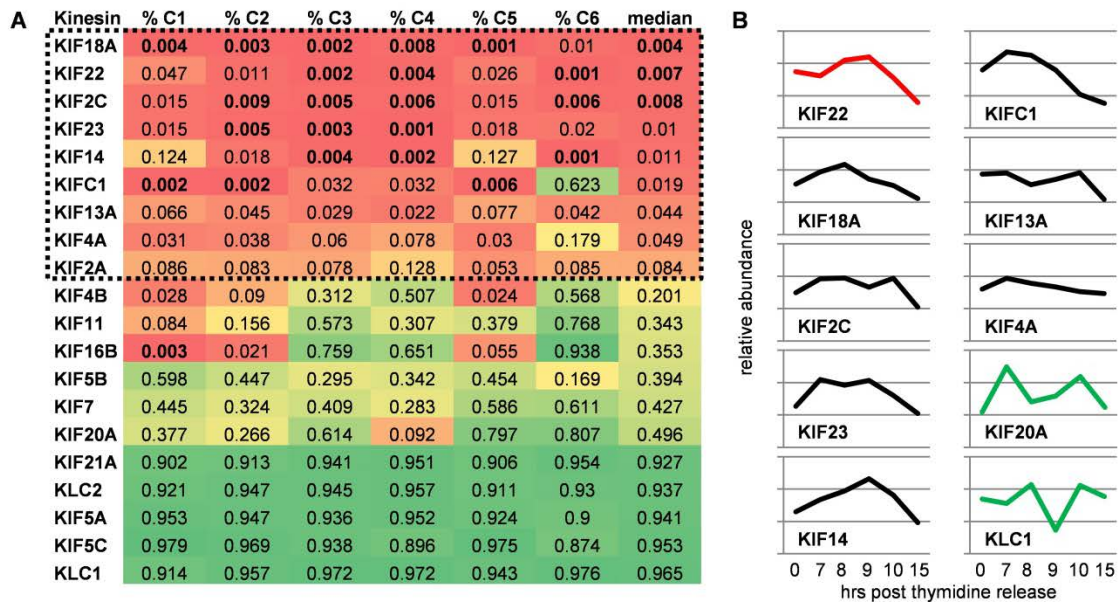 A
Kinesin % C1 % C2 % C3 % C4 % C5 % C6 median
KIF18A 0.004 0.003 0.002 0.008 0.001 0.01 0.004
KIF22 0.047 0.011 0.002 0.004 0.026 0.001 0.007
KIF2C 0.015 0.009 0.005 0.006 0.015 0.006 0.008
KIF23 0.015 0.005 0.003 0.001 0.018 0.02 0.01
KIF14 0.124 0.018 0.004 0.002 0.127 0.001 0.011
KIFC1 0.002 0.002 0.032 0.032 0.006 0.623 0.019
KIF13A 0.066 0.045 0.029 0.022 0.077 0.042 0.044
KIF4A 0.031 0.038 0.06 0.078 0.03 0.179 0.049
KIF2A 0.086 0.083 0.078 0.128 0.053 0.085 0.084
KIF4B 0.028 0.09 0.312 0.507 0.024 0.568 0.201
KIF11 0.084 0.156 0.573 0.307 0.379 0.768 0.343
KIF16B 0.003 0.021 0.759 0.651 0.055 0.938 0.353
KIF5B 0.598 0.447 0.295 0.342 0.454 0.169 0.394
KIF7 0.445 0.324 0.409 0.283 0.586 0.611 0.427
KIF20A 0.377 0.266 0.614 0.092 0.797 0.807 0.496
KIF21A 0.902 0.913 0.941 0.951 0.906 0.954 0.927
KLC2 0.921 0.947 0.945 0.957 0.911 0.93 0.937
KIF5A 0.953 0.947 0.936 0.952 0.924 0.9 0.941
KIF5C 0.979 0.969 0.938 0.896 0.975 0.874 0.953
KLC1 0.914 0.957 0.972 0.972 0.943 0.976 0.965
B
relative abundance
KIF22 KIFC1
KIF18A KIF13A
KIF2C KIF4A
KIF23 KIF20A
KIF14 KLC1
0 7 8 9 10 15 0 7 8 9 10 15
hrs post thymidine release